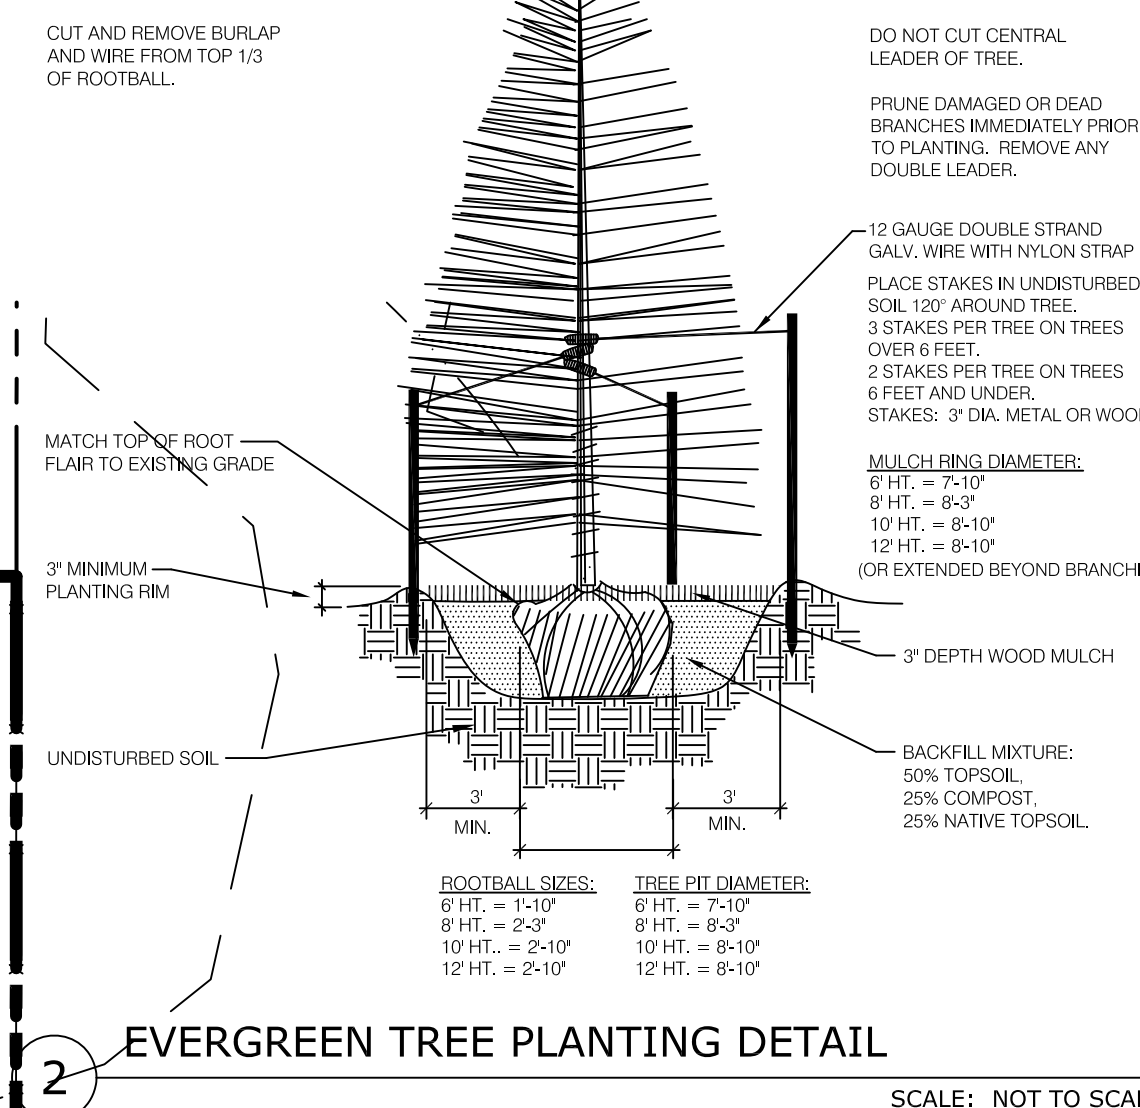 CUT AND REMOVE BURLAP
AND WIRE FROM TOP 1/3
OF ROOTBALL.
DO NOT CUT CENTRAL
LEADER OF TREE.
PRUNE DAMAGED OR DEAD
BRANCHES IMMEDIATELY PRIOR
TO PLANTING. REMOVE ANY
DOUBLE LEADER.
12 GAUGE DOUBLE STRAND
GALV. WIRE WITH NYLON STRAP
PLACE STAKES IN UNDISTURBED
SOIL 120° AROUND TREE.
3 STAKES PER TREE ON TREES
OVER 6 FEET.
2 STAKES PER TREE ON TREES
6 FEET AND UNDER.
STAKES: 3" DIA. METAL OR WOO
MATCH TOP OF ROOT
FLAIR TO EXISTING GRADE
MULCH RING DIAMETER:
6' HT. = 7'-10"
8' HT. = 8'-3"
10' HT. = 8'-10"
12' HT. = 8'-10"
(OR EXTENDED BEYOND BRANCHE
3" MINIMUM
PLANTING RIM
3" DEPTH WOOD MULCH
UNDISTURBED SOIL
BACKFILL MIXTURE:
50% TOPSOIL,
25% COMPOST,
25% NATIVE TOPSOIL.
3'
MIN.
3'
MIN.
ROOTBALL SIZES:
6' HT. = 1'-10"
8' HT. = 2'-3"
10' HT.. = 2'-10"
12' HT. = 2'-10"
TREE PIT DIAMETER:
6' HT. = 7'-10"
8' HT. = 8'-3"
10' HT. = 8'-10"
12' HT. = 8'-10"
2
EVERGREEN TREE PLANTING DETAIL
SCALE: NOT TO SCAL